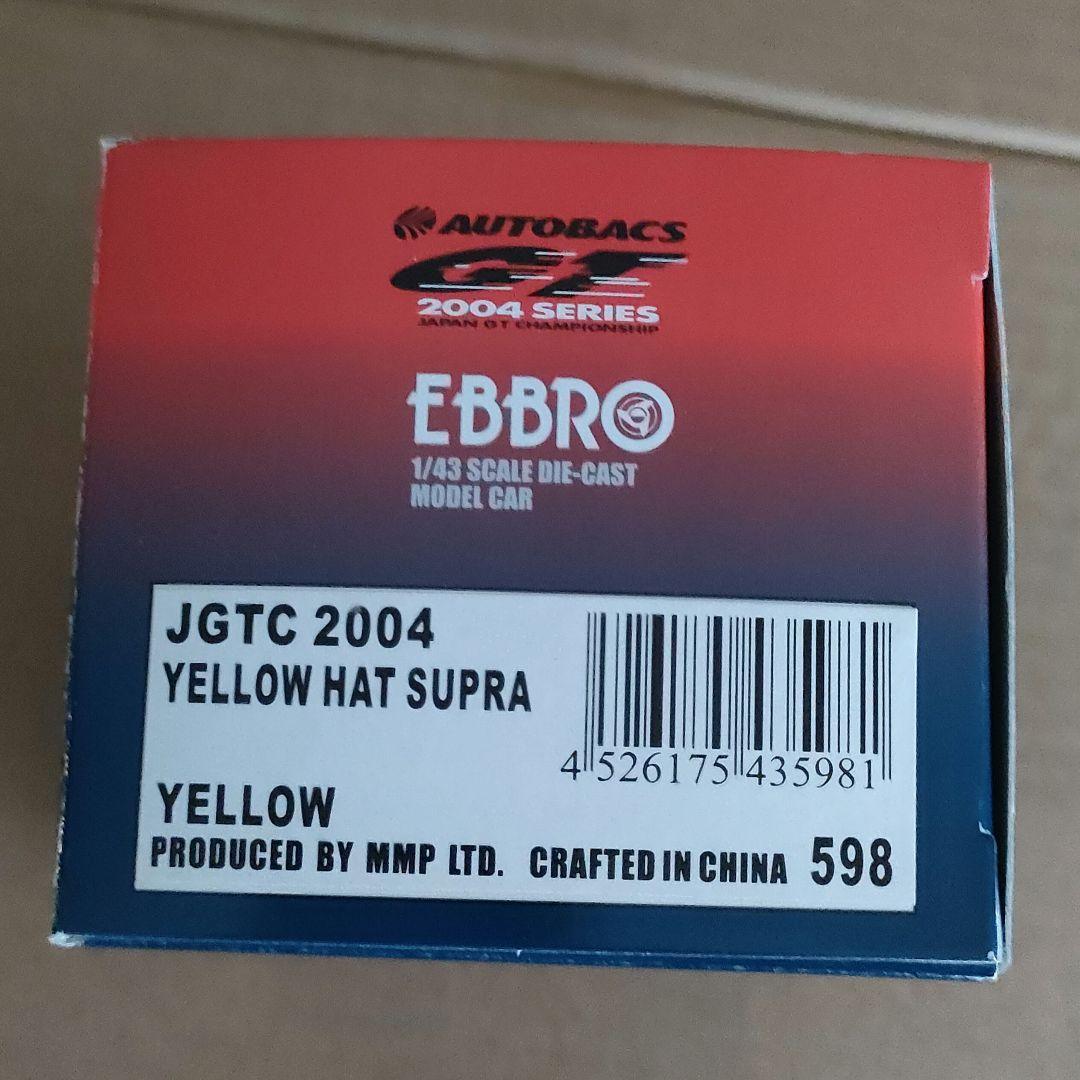 AUTOBACS
GT
2004 SERIES
JAPAN GT CHAMPIONSHIP
EBBRO
1/43 SCALE DIE-CAST
MODEL CAR
JGTC 2004
YELLOW HAT SUPRA
4 526175 435981
YELLOW
PRODUCED BY MMP LTD. CRAFTED IN CHINA 598